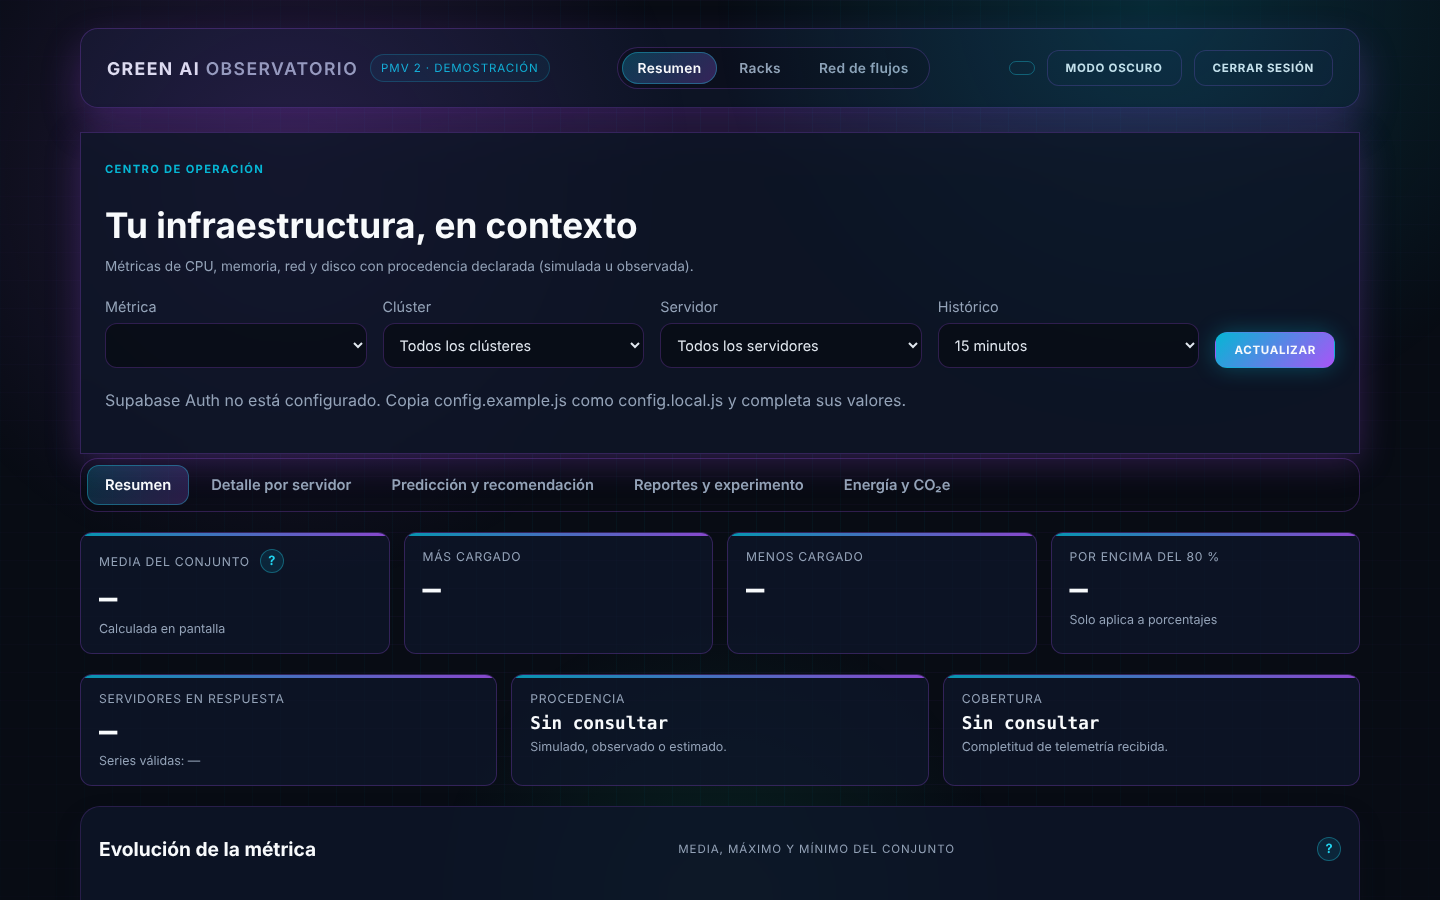 GREEN AI OBSERVATORIO
PMV 2 · DEMOSTRACIÓN
Resumen
Racks
Red de flujos
MODO OSCURO
CERRAR SESIÓN
CENTRO DE OPERACIÓN
Tu infraestructura, en contexto
Métricas de CPU, memoria, red y disco con procedencia declarada (simulada u observada).
Métrica
Clúster
Servidor
Histórico
Todos los clústeres
Todos los servidores
15 minutos
ACTUALIZAR
Supabase Auth no está configurado. Copia config.example.js como config.local.js y completa sus valores.
Resumen
Detalle por servidor
Predicción y recomendación
Reportes y experimento
Energía y CO₂e
MEDIA DEL CONJUNTO
?
—
Calculada en pantalla
MÁS CARGADO
—
MENOS CARGADO
—
POR ENCIMA DEL 80 %
—
Solo aplica a porcentajes
SERVIDORES EN RESPUESTA
—
Series válidas: —
PROCEDENCIA
Sin consultar
Simulado, observado o estimado.
COBERTURA
Sin consultar
Completitud de telemetría recibida.
Evolución de la métrica
MEDIA, MÁXIMO Y MÍNIMO DEL CONJUNTO
?